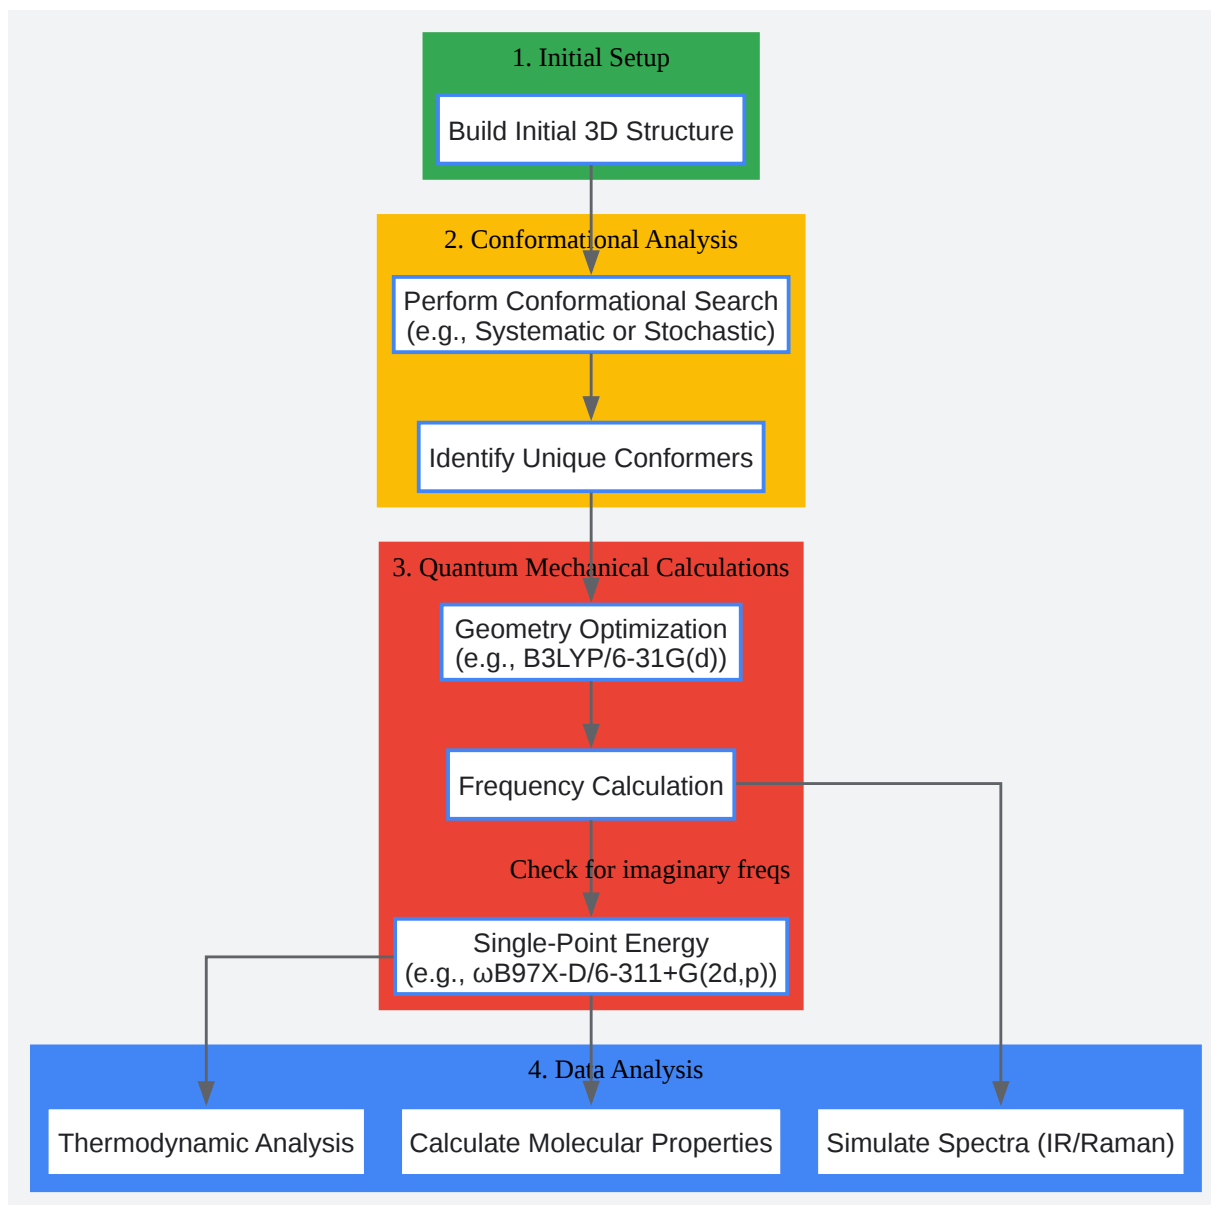 1. Initial Setup
Build Initial 3D Structure
2. Conformational Analysis
Perform Conformational Search
(e.g., Systematic or Stochastic)
Identify Unique Conformers
3. Quantum Mechanical Calculations
Geometry Optimization
(e.g., B3LYP/6-31G(d))
Frequency Calculation
Check for imaginary freqs
Single-Point Energy
(e.g., ωB97X-D/6-311+G(2d,p))
4. Data Analysis
Thermodynamic Analysis
Calculate Molecular Properties
Simulate Spectra (IR/Raman)